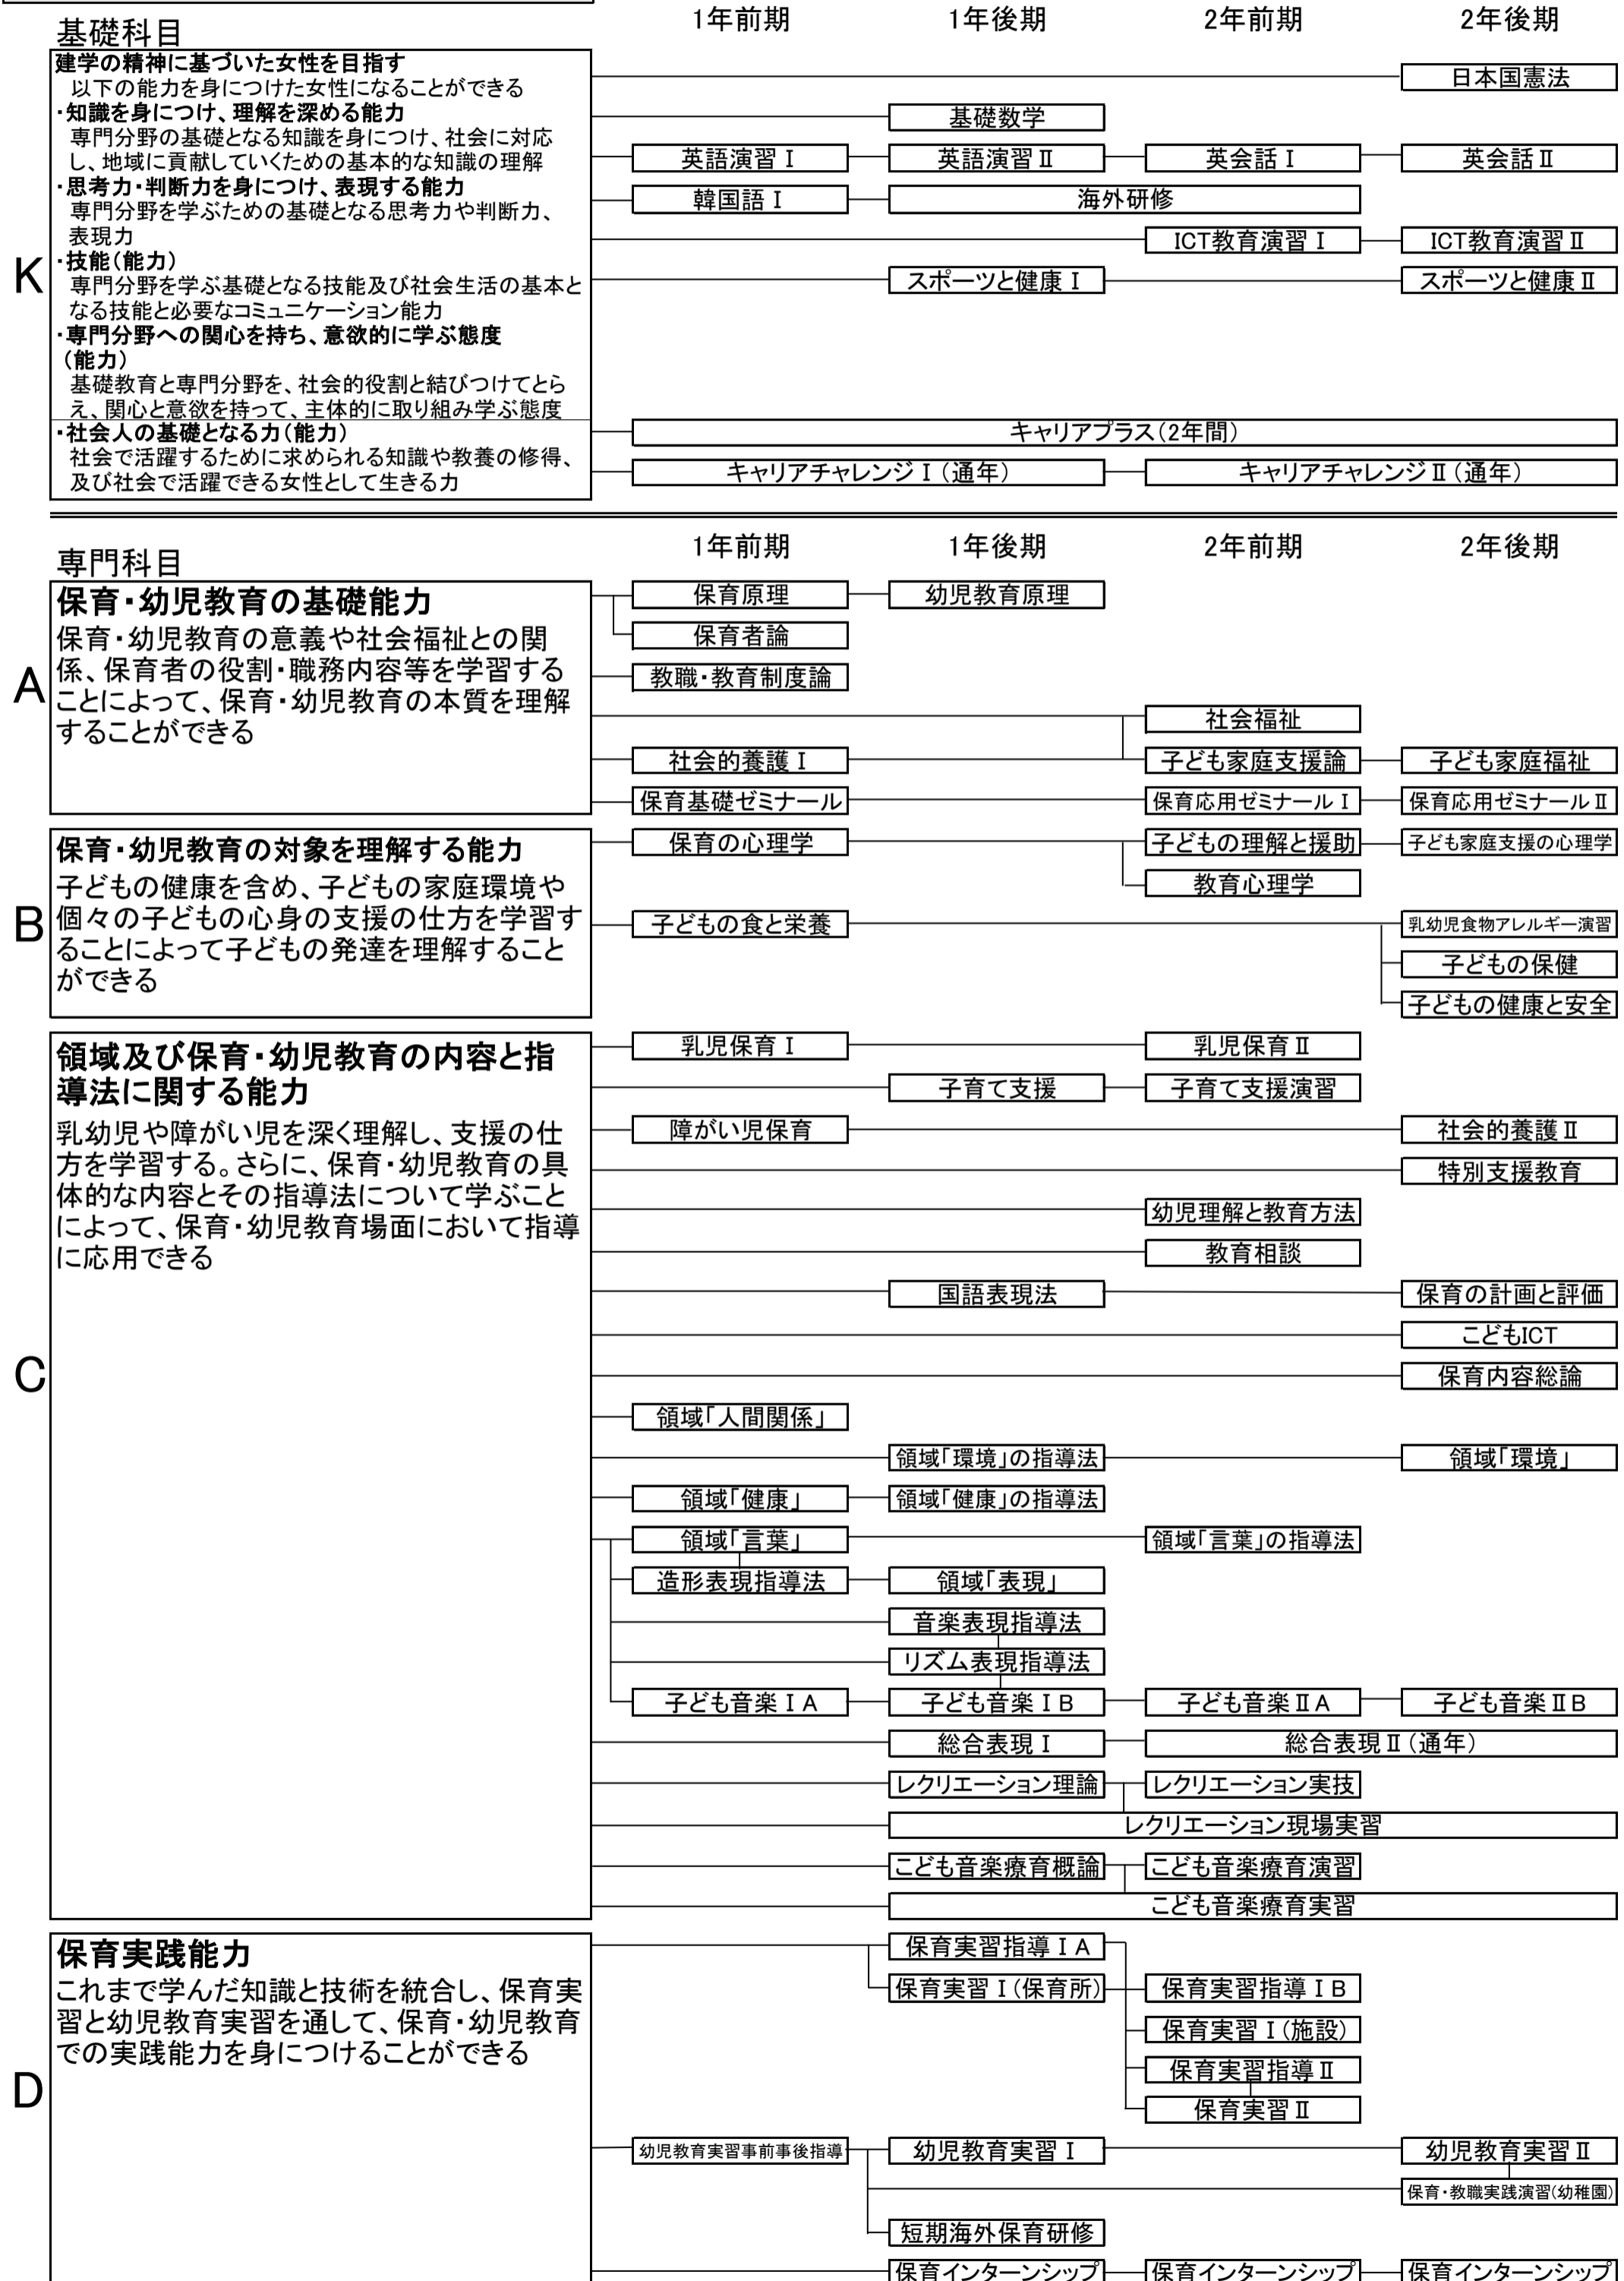 1年前期 1年後期 2年前期 2年後期
基礎科目
K
建学の精神に基づいた女性を目指す
以下の能力を身につけた女性になることができる
・知識を身につけ、理解を深める能力
専門分野の基礎となる知識を身につけ、社会に対応
し、地域に貢献していくための基本的な知識の理解
・思考力・判断力を身につけ、表現する能力
専門分野を学ぶための基礎となる思考力や判断力、
表現力
・技能（能力）
専門分野を学ぶ基礎となる技能及び社会生活の基本と
なる技能と必要なコミュニケーション能力
・専門分野への関心を持ち、意欲的に学ぶ態度
（能力）
基礎教育と専門分野を、社会的役割と結びつけてとら
え、関心と意欲を持って、主体的に取り組み学ぶ態度
・社会人の基礎となる力（能力）
社会で活躍するために求められる知識や教養の修得、
及び社会で活躍できる女性として生きる力
日本国憲法
基礎数学
英語演習Ⅰ 英語演習Ⅱ 英会話Ⅰ 英会話Ⅱ
韓国語Ⅰ 海外研修
ICT教育演習Ⅰ ICT教育演習Ⅱ
スポーツと健康Ⅰ スポーツと健康Ⅱ
キャリアプラス（2年間）
キャリアチャレンジⅠ（通年） キャリアチャレンジⅡ（通年）
1年前期 1年後期 2年前期 2年後期
専門科目
A
保育・幼児教育の基礎能力
保育・幼児教育の意義や社会福祉との関
係、保育者の役割・職務内容等を学習する
ことによって、保育・幼児教育の本質を理解
することができる
保育原理 幼児教育原理
保育者論
教職・教育制度論
社会福祉
社会的養護Ⅰ 子ども家庭支援論 子ども家庭福祉
保育基礎ゼミナール 保育応用ゼミナールⅠ 保育応用ゼミナールⅡ
B
保育・幼児教育の対象を理解する能力
子どもの健康を含め、子どもの家庭環境や
個々の子どもの心身の支援の仕方を学習す
ることによって子どもの発達を理解すること
ができる
保育の心理学 子どもの理解と援助 子ども家庭支援の心理学
教育心理学
子どもの食と栄養 乳幼児食物アレルギー演習
子どもの保健
子どもの健康と安全
C
領域及び保育・幼児教育の内容と指
導法に関する能力
乳幼児や障がい児を深く理解し、支援の仕
方を学習する。さらに、保育・幼児教育の具
体的な内容とその指導法について学ぶこと
によって、保育・幼児教育場面において指導
に応用できる
乳児保育Ⅰ 乳児保育Ⅱ
子育て支援 子育て支援演習
障がい児保育 社会的養護Ⅱ
特別支援教育
幼児理解と教育方法
教育相談
国語表現法 保育の計画と評価
こどもICT
保育内容総論
領域「人間関係」
領域「環境」の指導法 領域「環境」
領域「健康」 領域「健康」の指導法
領域「言葉」 領域「言葉」の指導法
造形表現指導法 領域「表現」
音楽表現指導法
リズム表現指導法
子ども音楽ⅠA 子ども音楽ⅠB 子ども音楽ⅡA 子ども音楽ⅡB
総合表現Ⅰ 総合表現Ⅱ（通年）
レクリエーション理論 レクリエーション実技
レクリエーション現場実習
こども音楽療育概論 こども音楽療育演習
こども音楽療育実習
D
保育実践能力
これまで学んだ知識と技術を統合し、保育実
習と幼児教育実習を通して、保育・幼児教育
での実践能力を身につけることができる
保育実習指導ⅠA
保育実習Ⅰ（保育所） 保育実習指導ⅠB
保育実習Ⅰ（施設）
保育実習指導Ⅱ
保育実習Ⅱ
幼児教育実習事前事後指導 幼児教育実習Ⅰ 幼児教育実習Ⅱ
保育・教職実践演習(幼稚園)
短期海外保育研修
保育インターンシップ 保育インターンシップ 保育インターンシップ